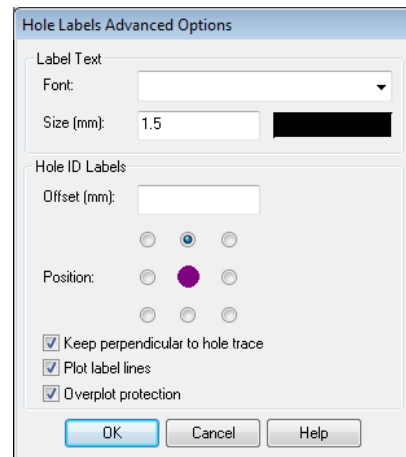 Hole Labels Advanced Options
Label Text
Font:
Size (mm): 1.5
Hole ID Labels
Offset (mm):
Position:
Keep perpendicular to hole trace
Plot label lines
Overplot protection
OK Cancel Help